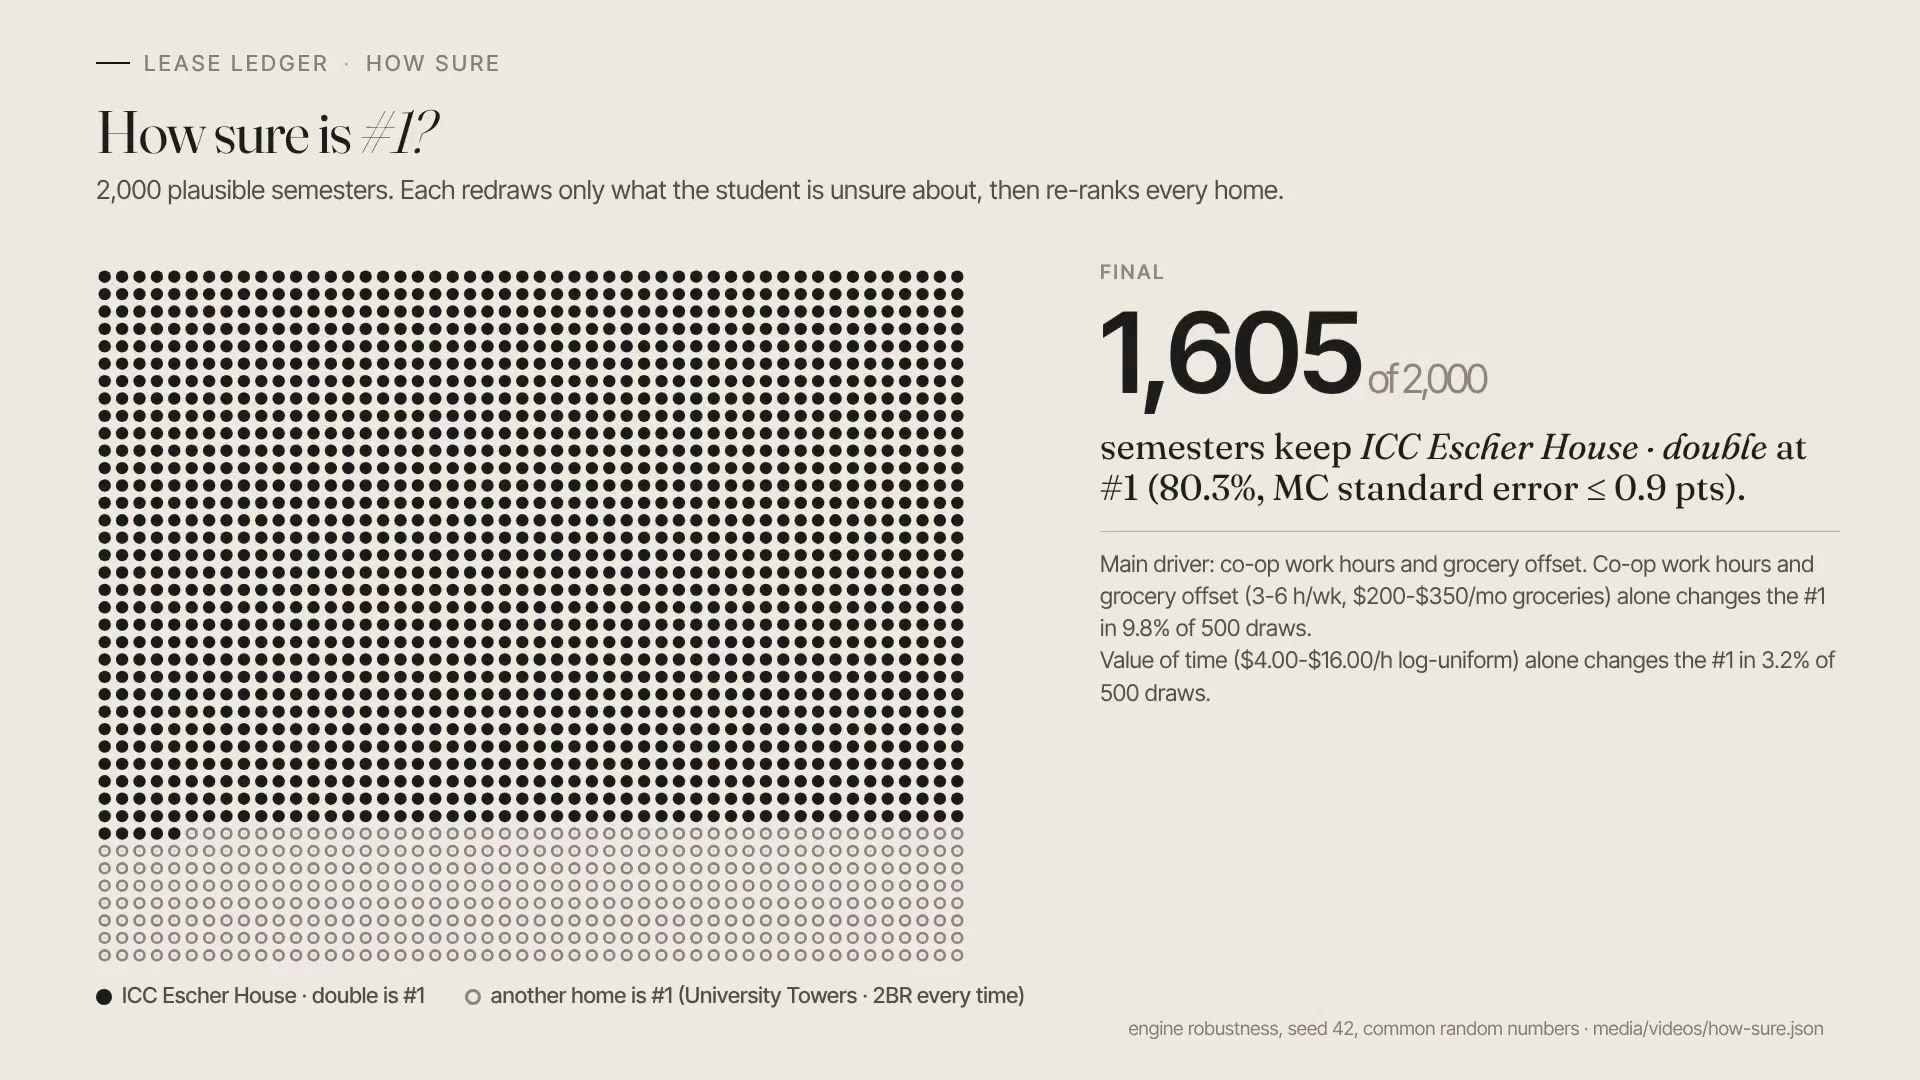 LEASE LEDGER · HOW SURE
How sure is #1?
2,000 plausible semesters. Each redraws only what the student is unsure about, then re-ranks every home.
FINAL
1,605 of 2,000
semesters keep ICC Escher House · double at
#1 (80.3%, MC standard error ≤ 0.9 pts).
Main driver: co-op work hours and grocery offset. Co-op work hours and
grocery offset (3-6 h/wk, $200-$350/mo groceries) alone changes the #1
in 9.8% of 500 draws.
Value of time ($4.00-$16.00/h log-uniform) alone changes the #1 in 3.2% of
500 draws.
ICC Escher House · double is #1
another home is #1 (University Towers · 2BR every time)
engine robustness, seed 42, common random numbers · media/videos/how-sure.json